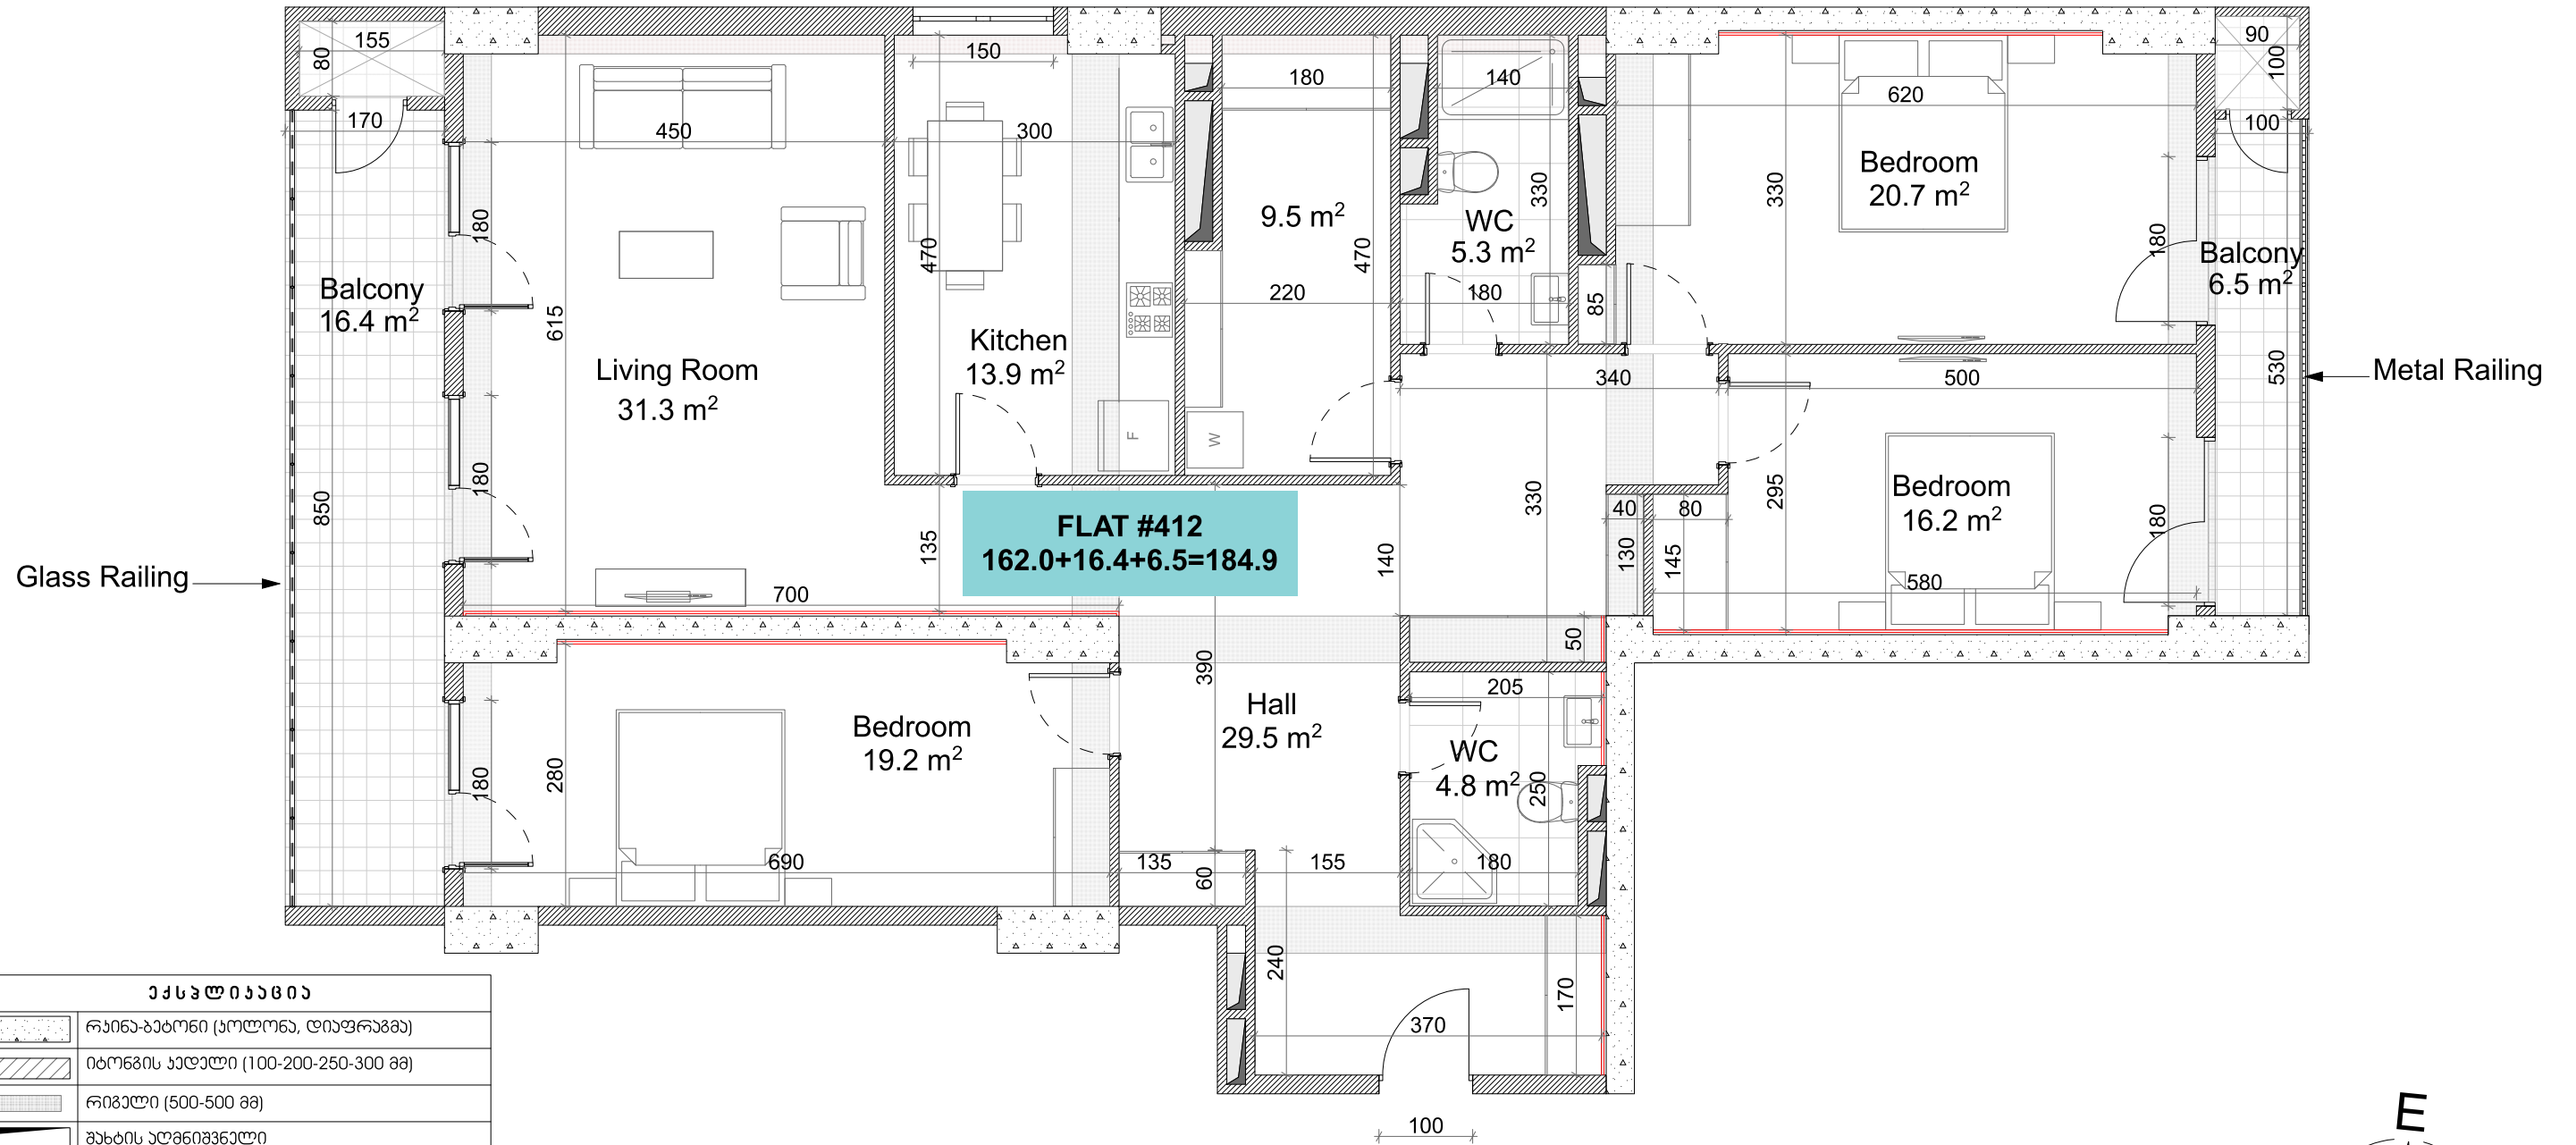 155
80
170
Balcony
16.4 m²
850
Glass Railing
180
180
180
450
615
Living Room
31.3 m²
700
150
300
470
Kitchen
13.9 m²
F
135
FLAT #412
162.0+16.4+6.5=184.9
180
9.5 m²
470
220
W
140
140
330
WC
5.3 m²
180
85
620
330
Bedroom
20.7 m²
180
90
100
100
Balcony
6.5 m²
530
Metal Railing
340
500
330
295
Bedroom
16.2 m²
180
580
40
80
130
145
50
280
Bedroom
19.2 m²
690
390
Hall
29.5 m²
135
60
155
205
WC
4.8 m²
250
180
240
370
170
100
ექსპლიკაცია
რკინა-ბეტონი (კოლონა, დიაფრაგმა)
იტონგის კედელი (100-200-250-300 მმ)
რიგელი (500-500 მმ)
შახტის აღმნიშვნელი
E